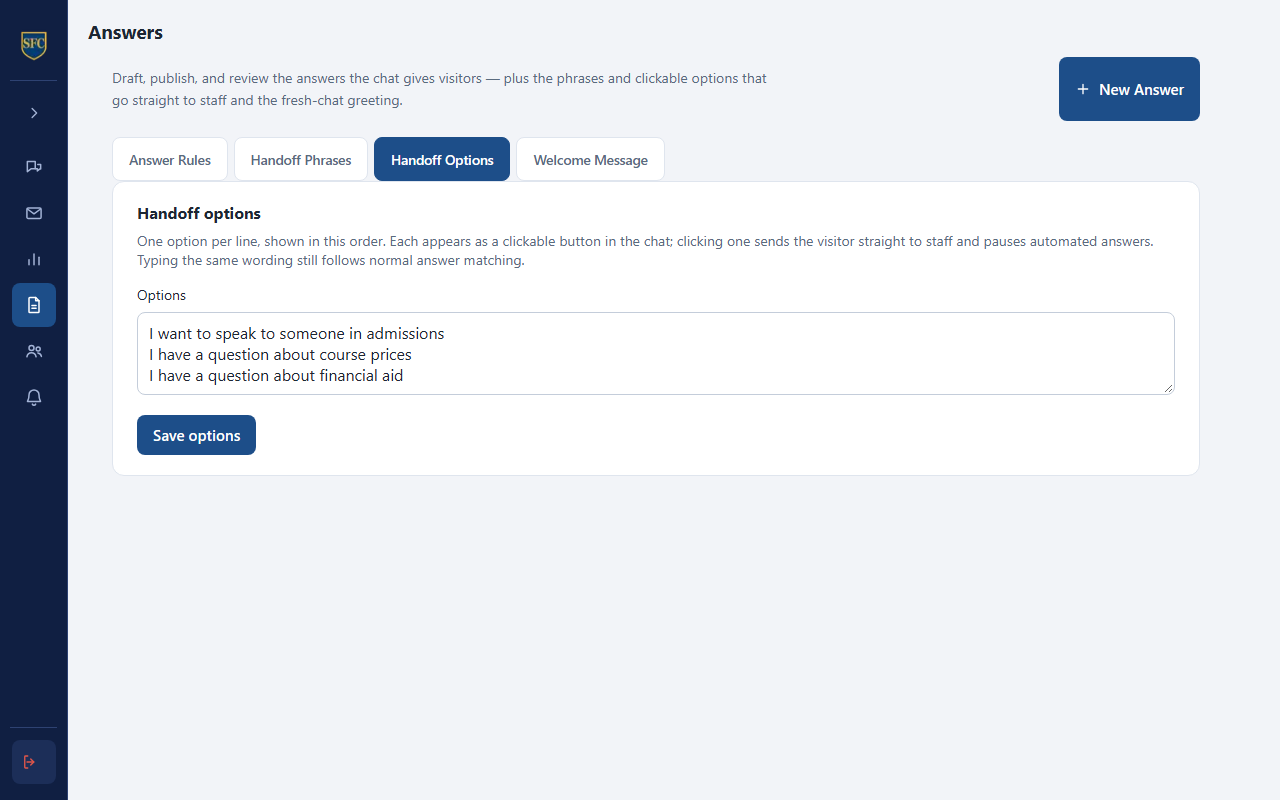 SFC
Answers
Draft, publish, and review the answers the chat gives visitors — plus the phrases and clickable options that
go straight to staff and the fresh-chat greeting.
+ New Answer
Answer Rules
Handoff Phrases
Handoff Options
Welcome Message
Handoff options
One option per line, shown in this order. Each appears as a clickable button in the chat; clicking one sends the visitor straight to staff and pauses automated answers.
Typing the same wording still follows normal answer matching.
Options
I want to speak to someone in admissions
I have a question about course prices
I have a question about financial aid
Save options